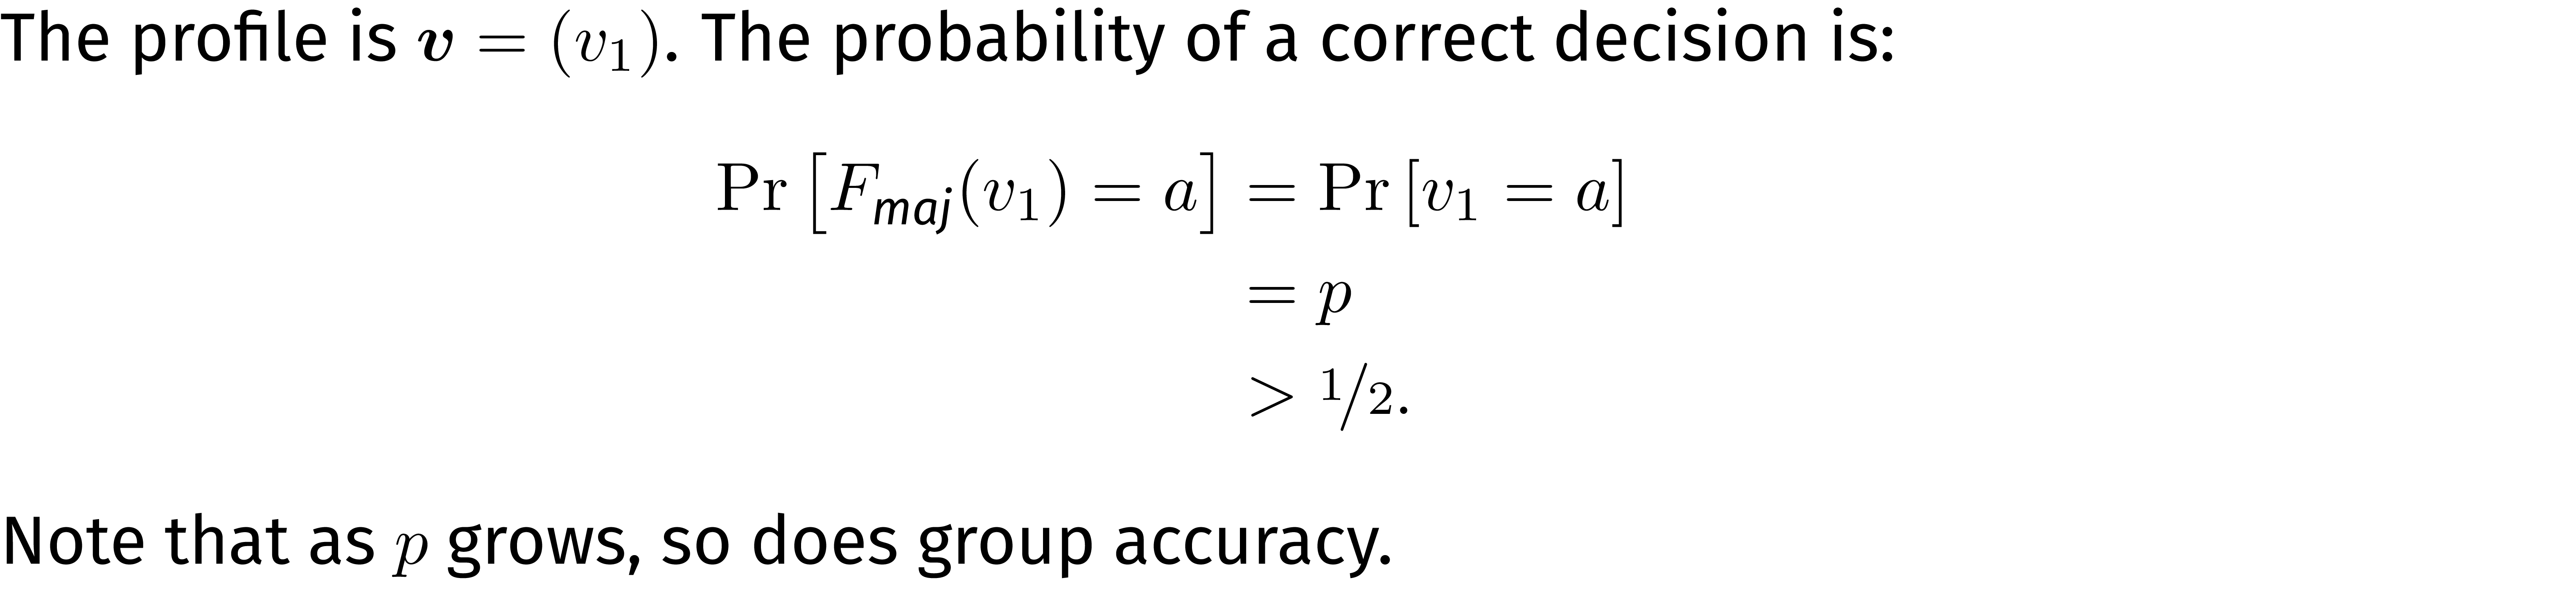 The profile is 𝒗 = (v₁). The probability of a correct decision is:
Pr [F_maj(v₁) = a] = Pr [v₁ = a]
= p
> 1/2.
Note that as p grows, so does group accuracy.